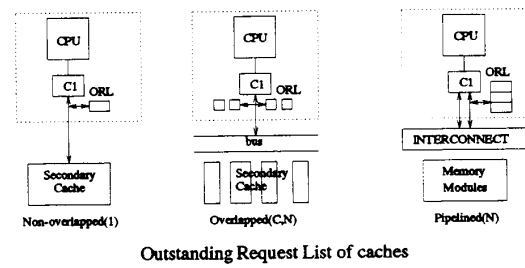 CPU
C1
ORL
Secondary
Cache
Non-overlapped(1)
CPU
C1
ORL
bus
Secondary
Cache
Overlapped(C,N)
CPU
C1
ORL
INTERCONNECT
Memory
Modules
Pipelined(N)
Outstanding Request List of caches